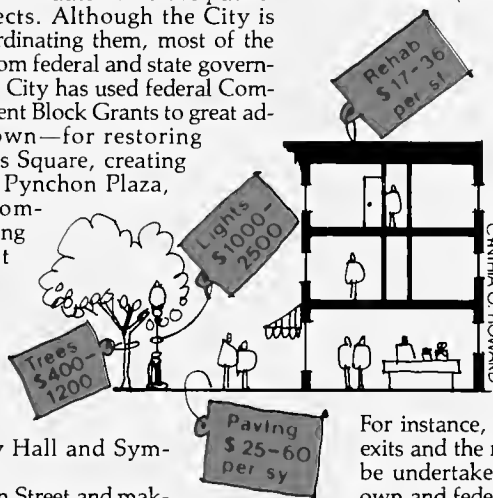 ects. Although the City is
rdinating them, most of the
om federal and state govern-
City has used federal Com-
ent Block Grants to great ad-
own—for restoring
s Square, creating
Pynchon Plaza,
om-
ng
t
Rehab
$17-36
per sf
Lights
$1000-
2500
Trees
$400-
1200
Paving
$25-60
per sy
HOWARD
y Hall and Sym-
n Street and mak-
For instance,
exits and the
be undertake
own and fede